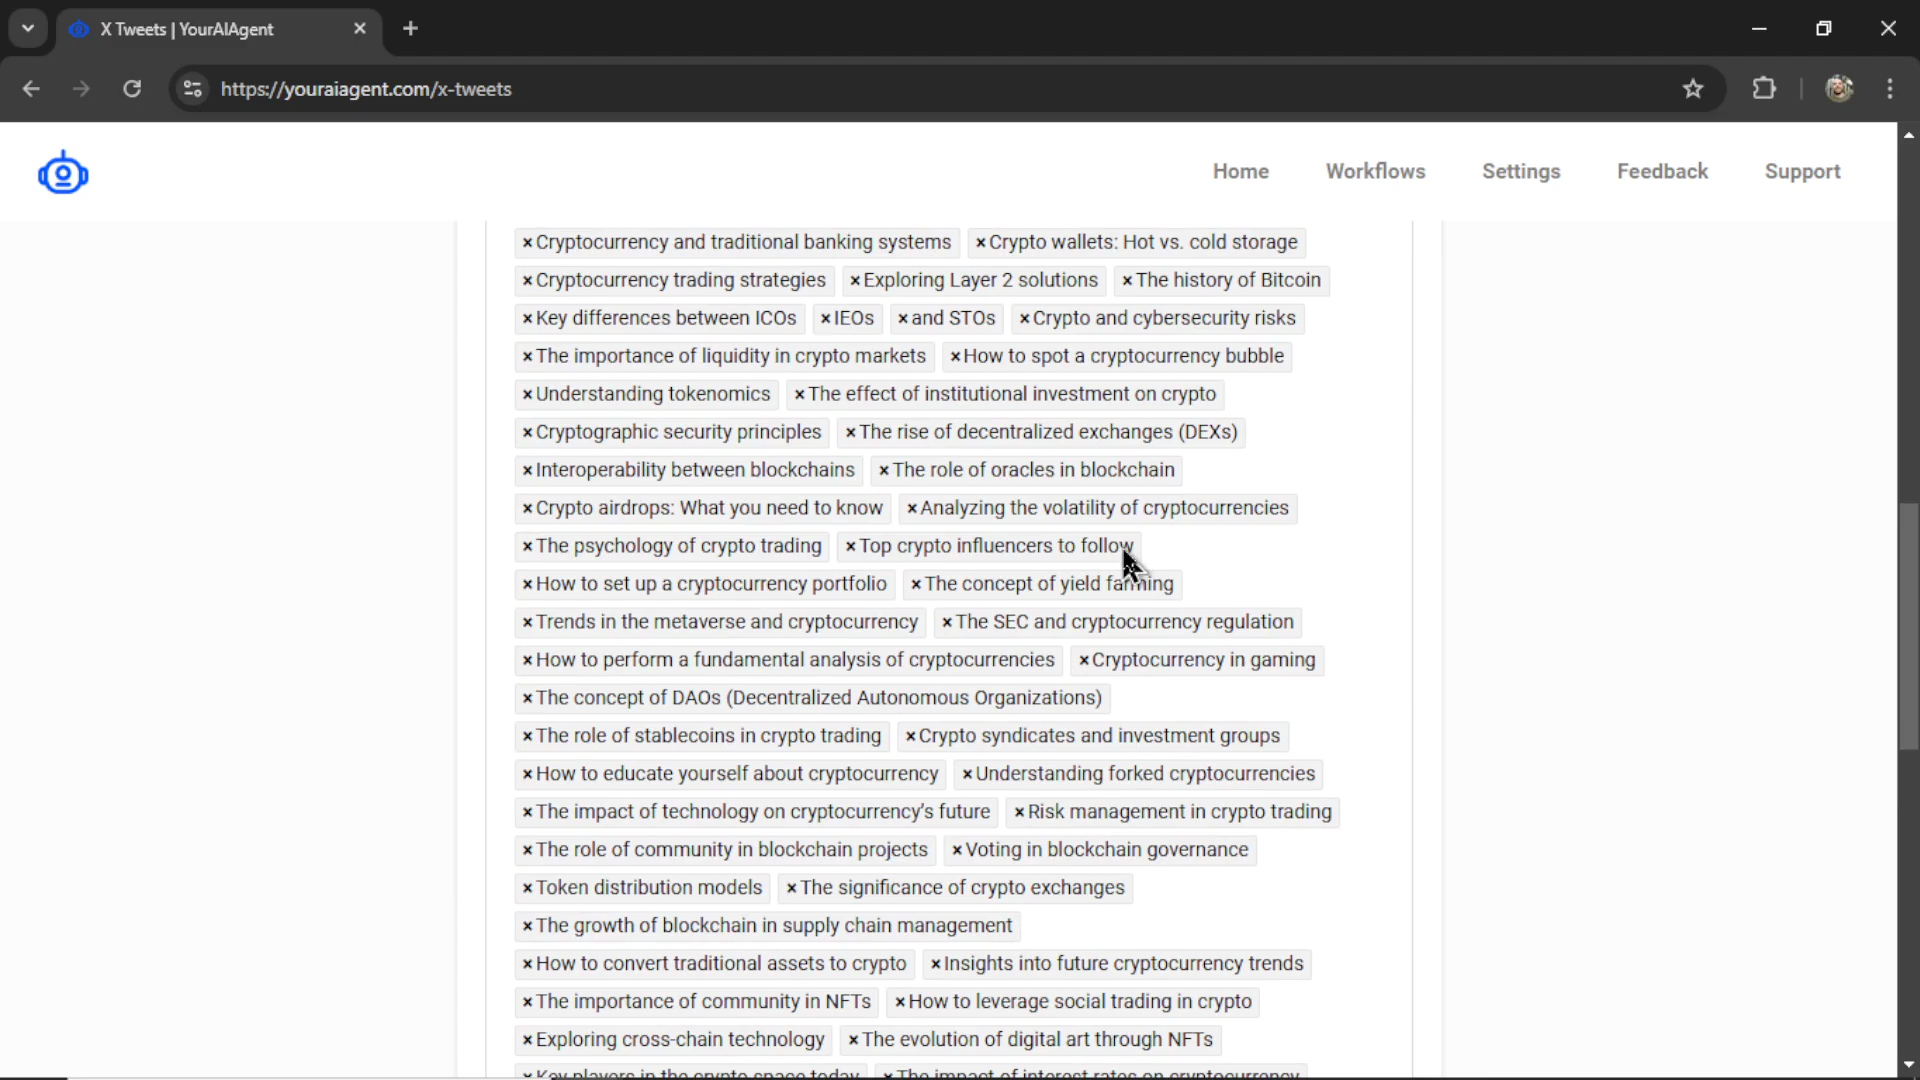 X Tweets | YourAIAgent
https://youraiagent.com/x-tweets
Home Workflows Settings Feedback Support
×Cryptocurrency and traditional banking systems ×Crypto wallets: Hot vs. cold storage
×Cryptocurrency trading strategies ×Exploring Layer 2 solutions ×The history of Bitcoin
×Key differences between ICOs ×IEOs ×and STOs ×Crypto and cybersecurity risks
×The importance of liquidity in crypto markets ×How to spot a cryptocurrency bubble
×Understanding tokenomics ×The effect of institutional investment on crypto
×Cryptographic security principles ×The rise of decentralized exchanges (DEXs)
×Interoperability between blockchains ×The role of oracles in blockchain
×Crypto airdrops: What you need to know ×Analyzing the volatility of cryptocurrencies
×The psychology of crypto trading ×Top crypto influencers to follow
×How to set up a cryptocurrency portfolio ×The concept of yield farming
×Trends in the metaverse and cryptocurrency ×The SEC and cryptocurrency regulation
×How to perform a fundamental analysis of cryptocurrencies ×Cryptocurrency in gaming
×The concept of DAOs (Decentralized Autonomous Organizations)
×The role of stablecoins in crypto trading ×Crypto syndicates and investment groups
×How to educate yourself about cryptocurrency ×Understanding forked cryptocurrencies
×The impact of technology on cryptocurrency's future ×Risk management in crypto trading
×The role of community in blockchain projects ×Voting in blockchain governance
×Token distribution models ×The significance of crypto exchanges
×The growth of blockchain in supply chain management
×How to convert traditional assets to crypto ×Insights into future cryptocurrency trends
×The importance of community in NFTs ×How to leverage social trading in crypto
×Exploring cross-chain technology ×The evolution of digital art through NFTs
×Key players in the crypto space today ×The impact of interest rates on cryptocurrency